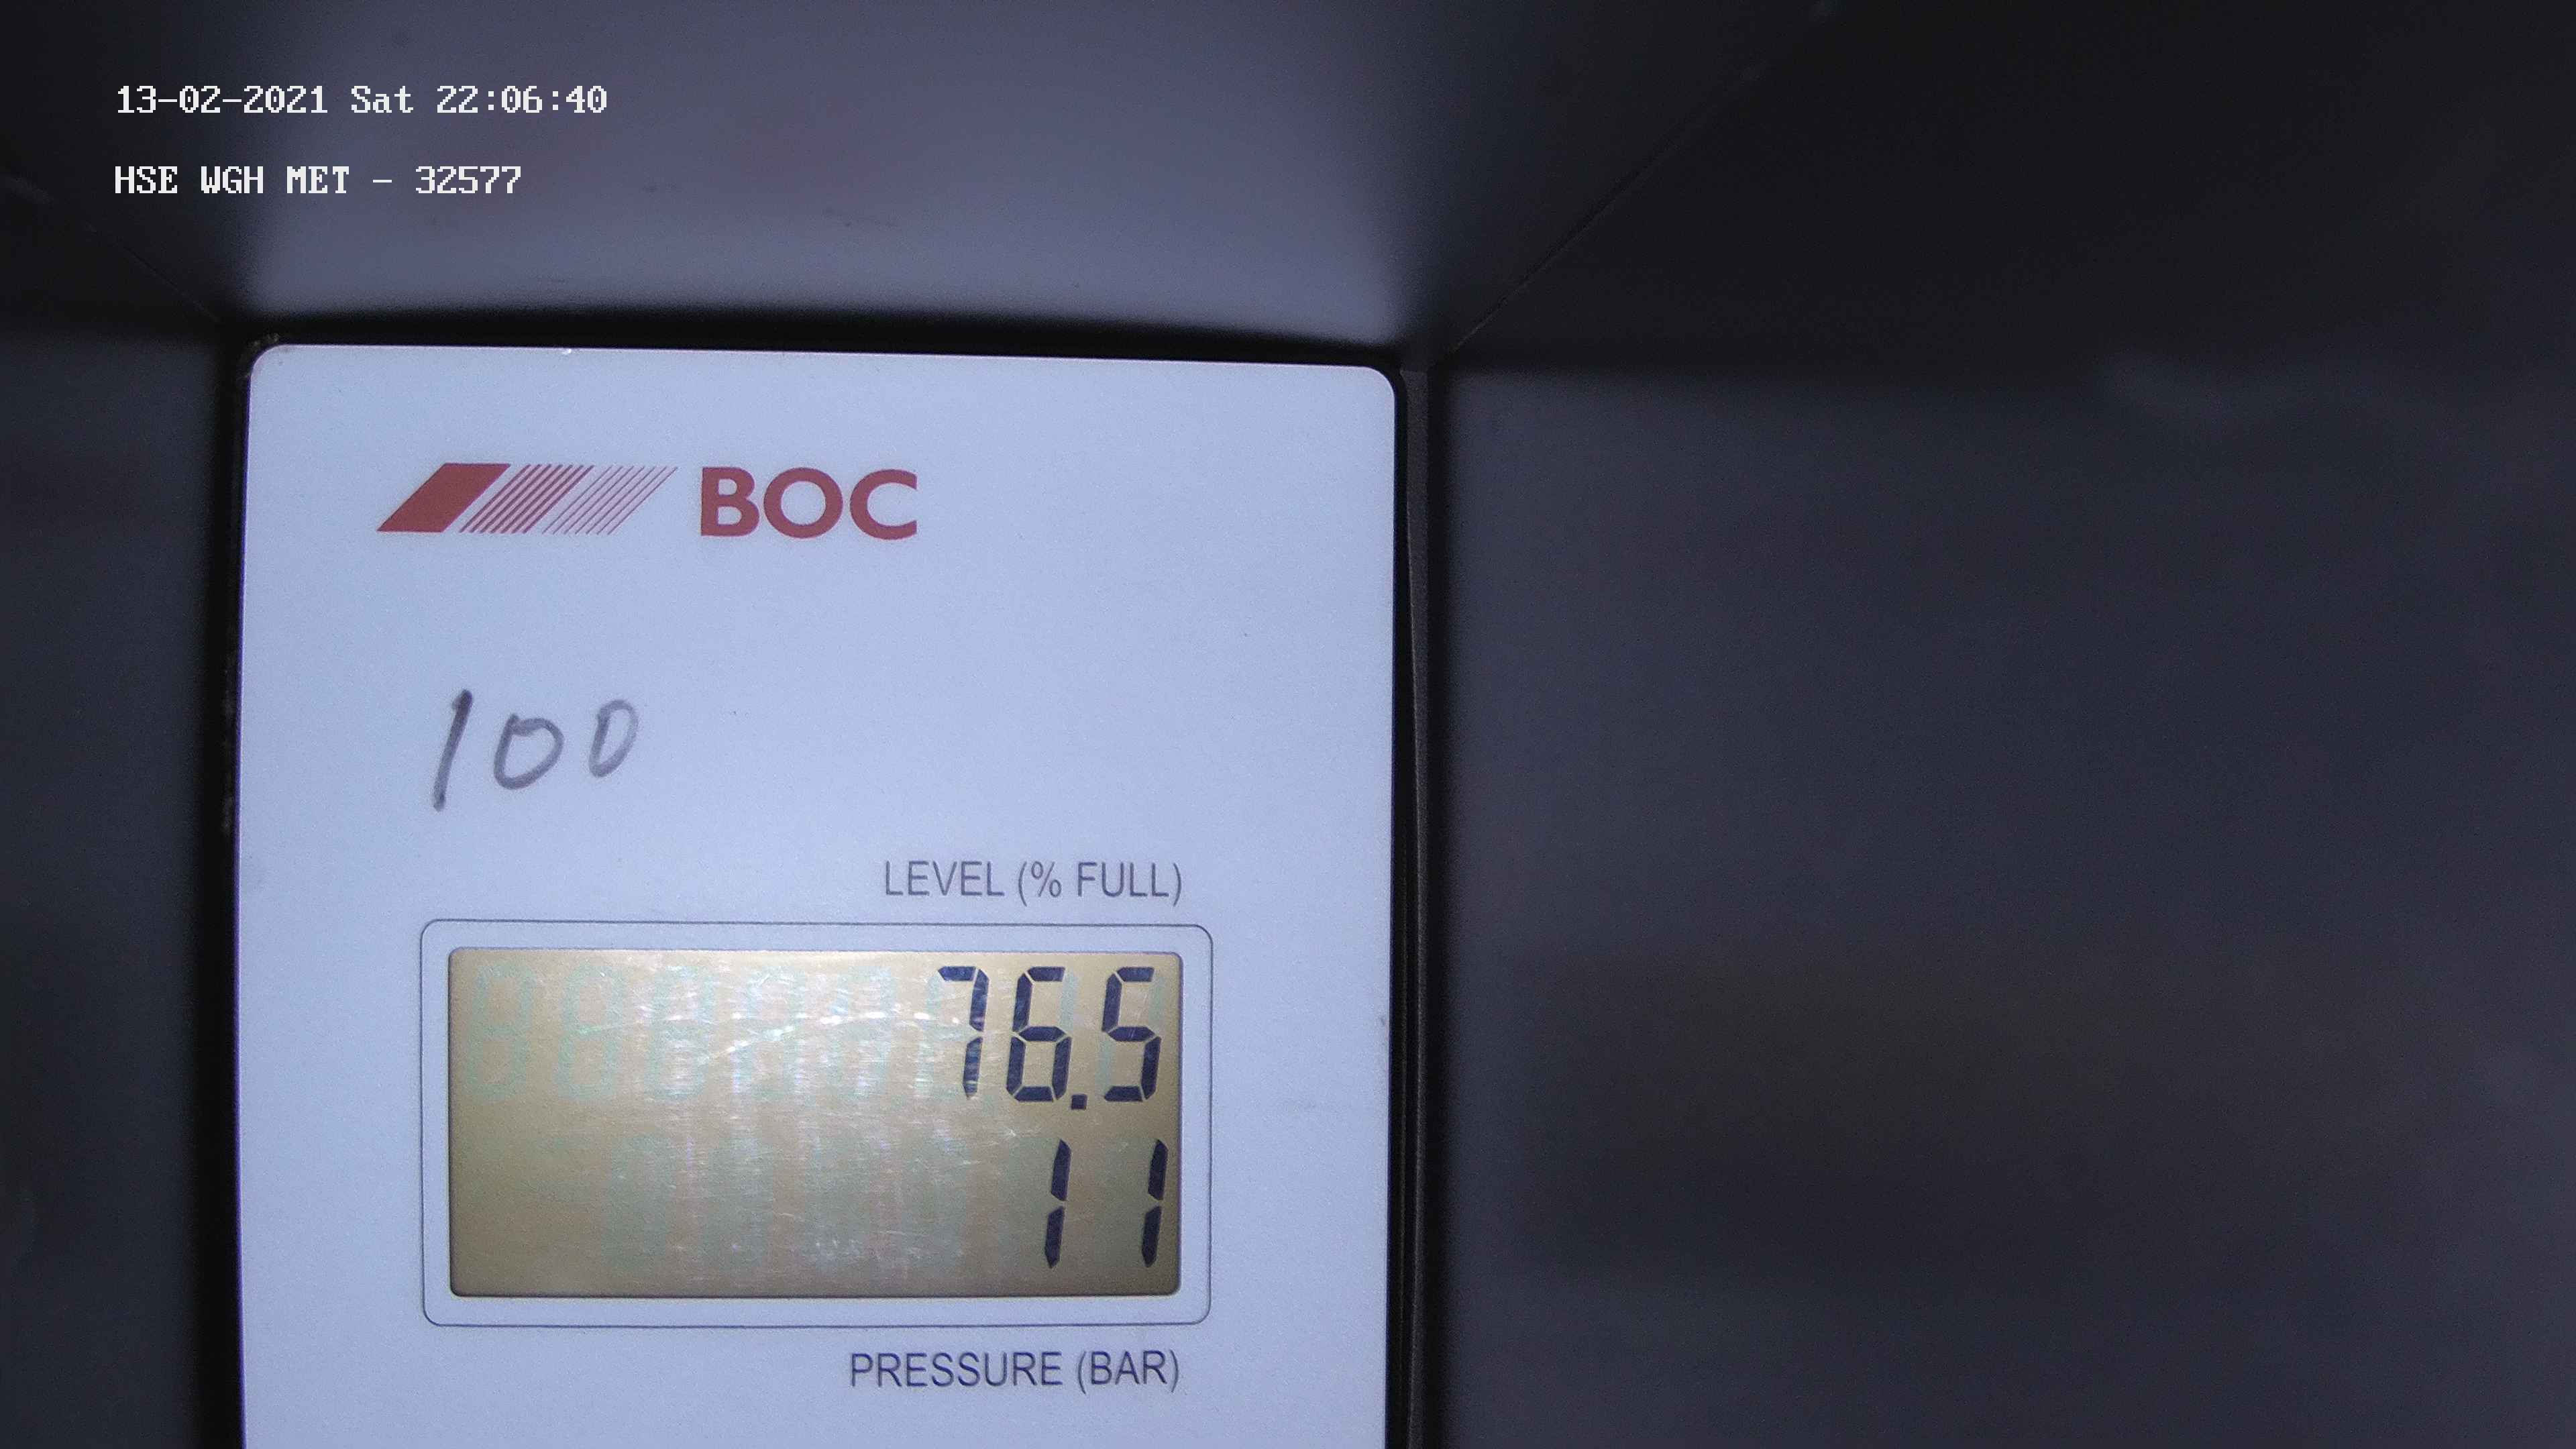 13-02-2021 Sat 22:06:40
HSE WGH MET - 32577
BOC
100
LEVEL (% FULL)
76.5
11
PRESSURE (BAR)